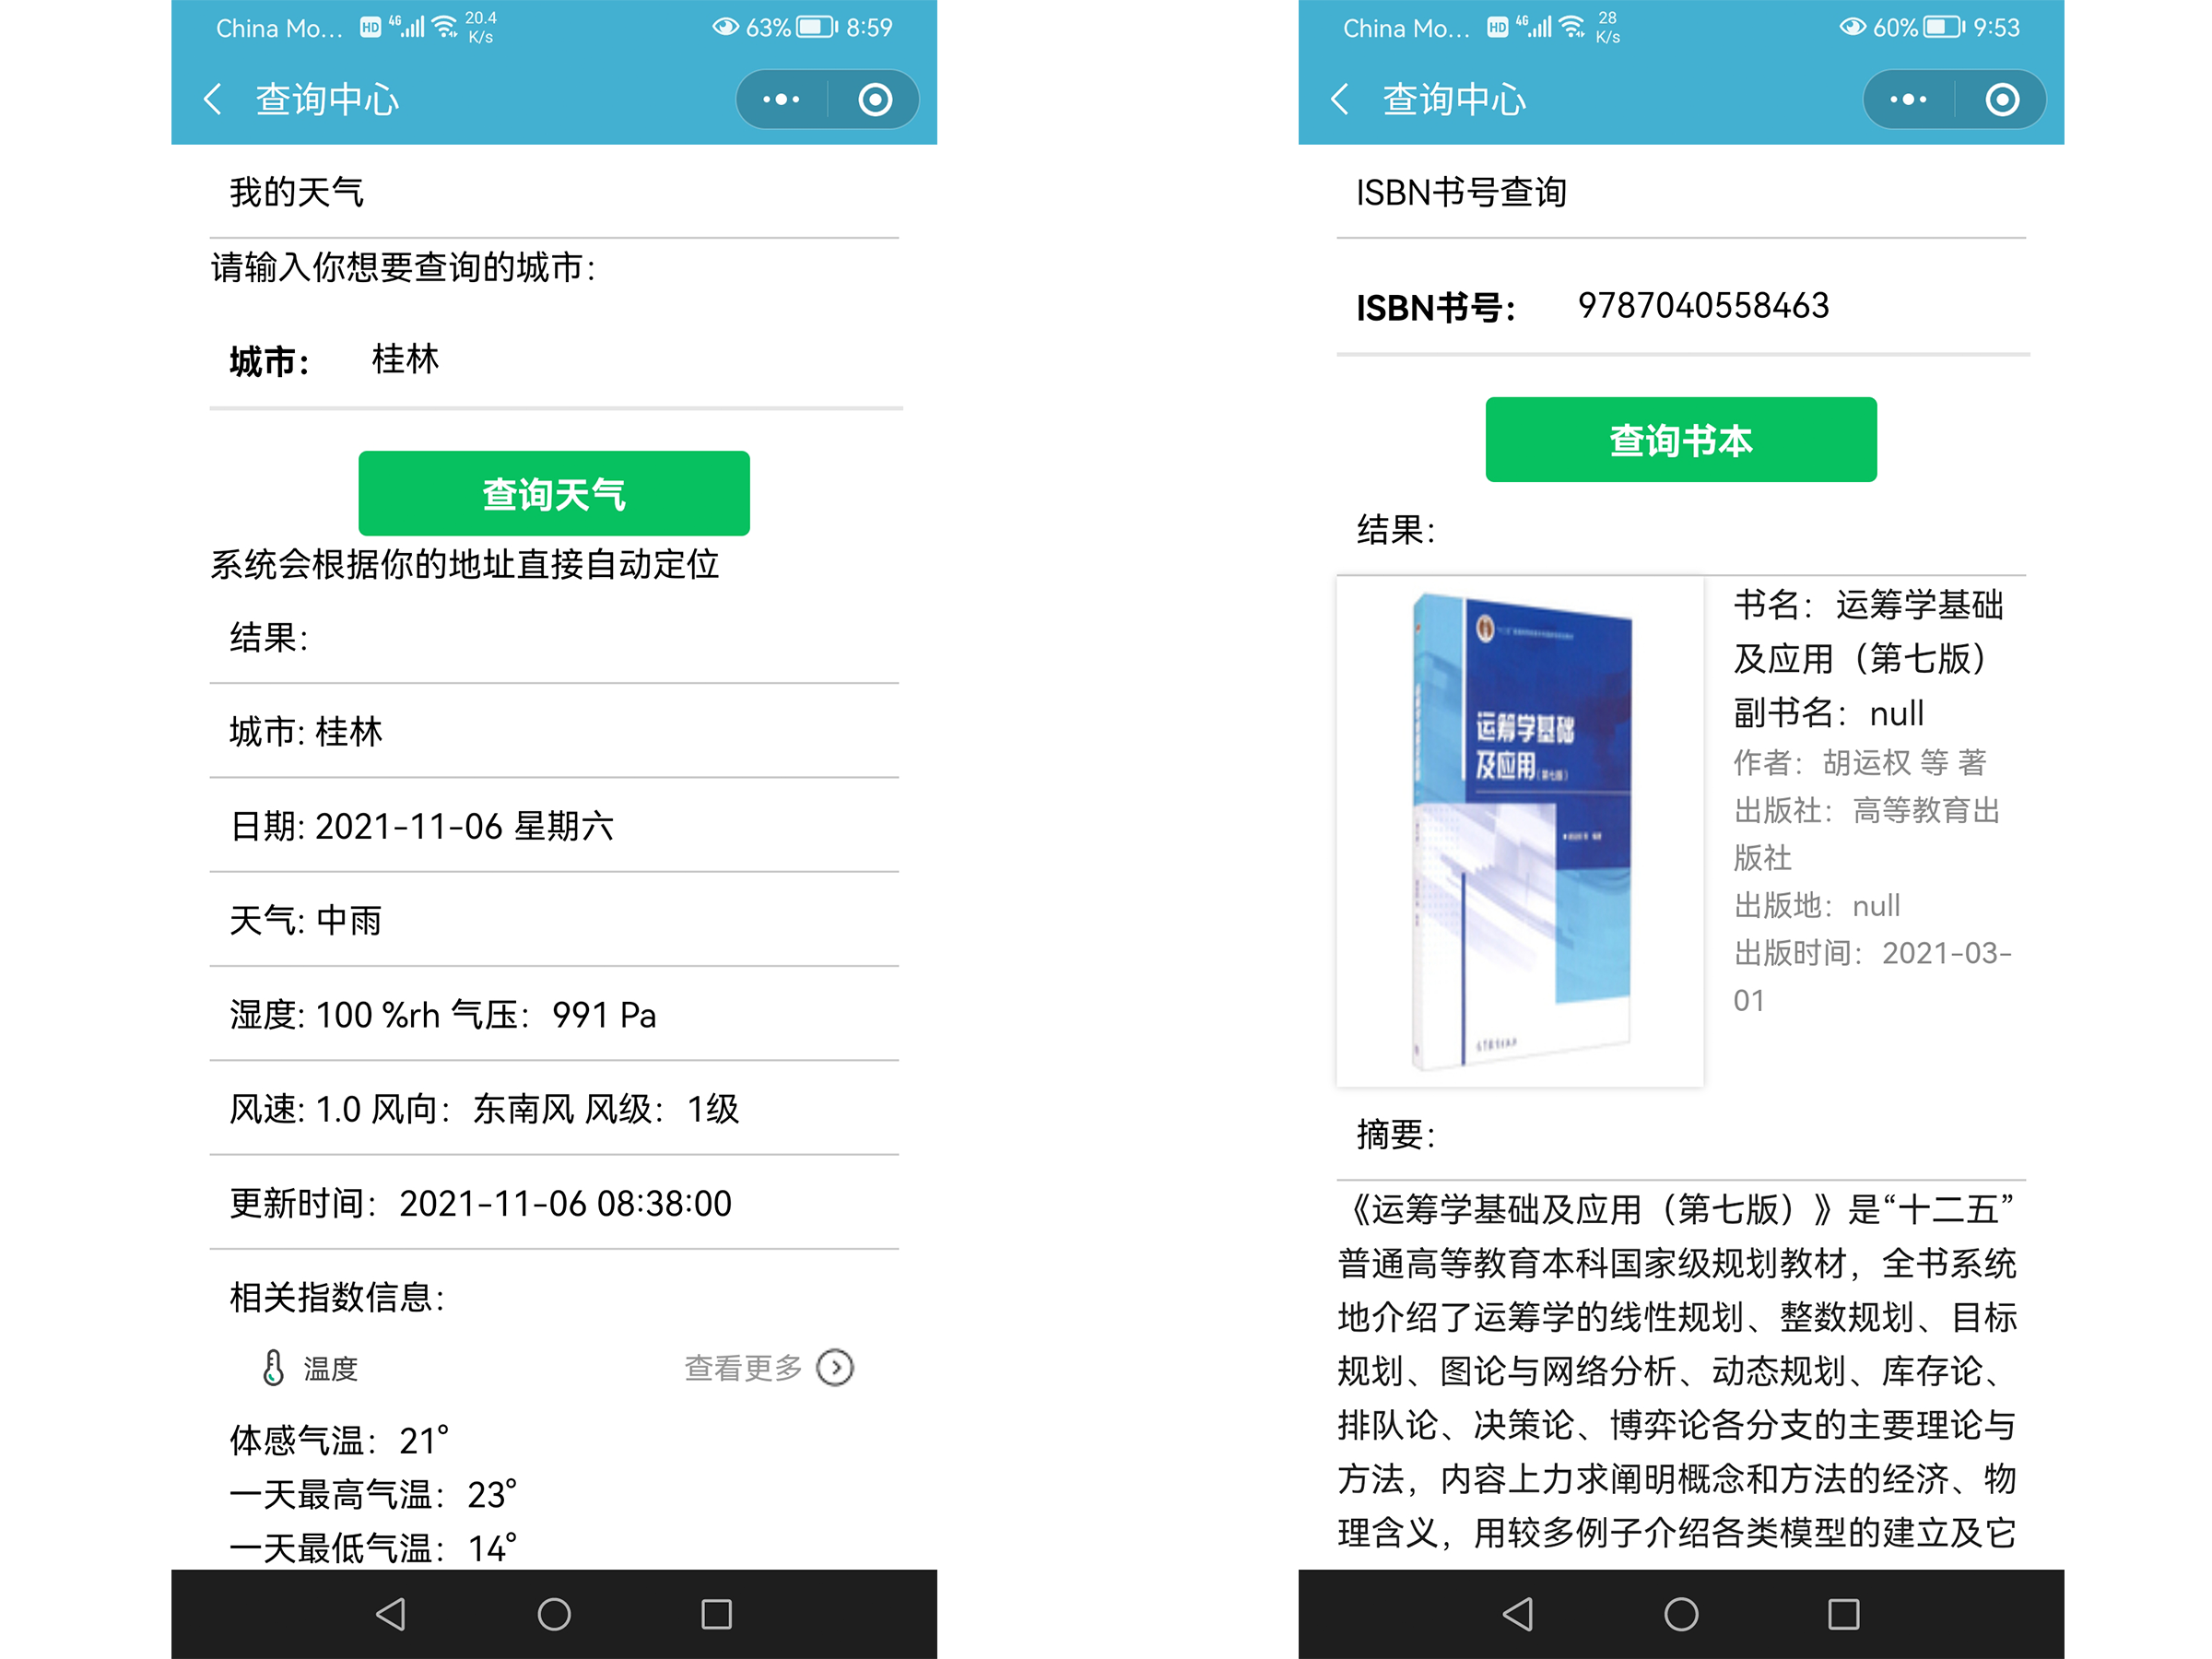 China Mo... HD 4G 20.4 K/s 63% 8:59
查询中心
我的天气
请输入你想要查询的城市：
城市： 桂林
查询天气
系统会根据你的地址直接自动定位
结果：
城市: 桂林
日期: 2021-11-06 星期六
天气: 中雨
湿度: 100 %rh 气压：991 Pa
风速: 1.0 风向：东南风 风级：1级
更新时间：2021-11-06 08:38:00
相关指数信息：
温度 查看更多
体感气温：21°
一天最高气温：23°
一天最低气温：14°
China Mo... HD 4G 28 K/s 60% 9:53
查询中心
ISBN书号查询
ISBN书号： 9787040558463
查询书本
结果：
运筹学基础
及应用（第七版）
书名：运筹学基础
及应用（第七版）
副书名：null
作者：胡运权 等 著
出版社：高等教育出
版社
出版地：null
出版时间：2021-03-
01
摘要：
《运筹学基础及应用（第七版）》是“十二五”
普通高等教育本科国家级规划教材，全书系统
地介绍了运筹学的线性规划、整数规划、目标
规划、图论与网络分析、动态规划、库存论、
排队论、决策论、博弈论各分支的主要理论与
方法，内容上力求阐明概念和方法的经济、物
理含义，用较多例子介绍各类模型的建立及它